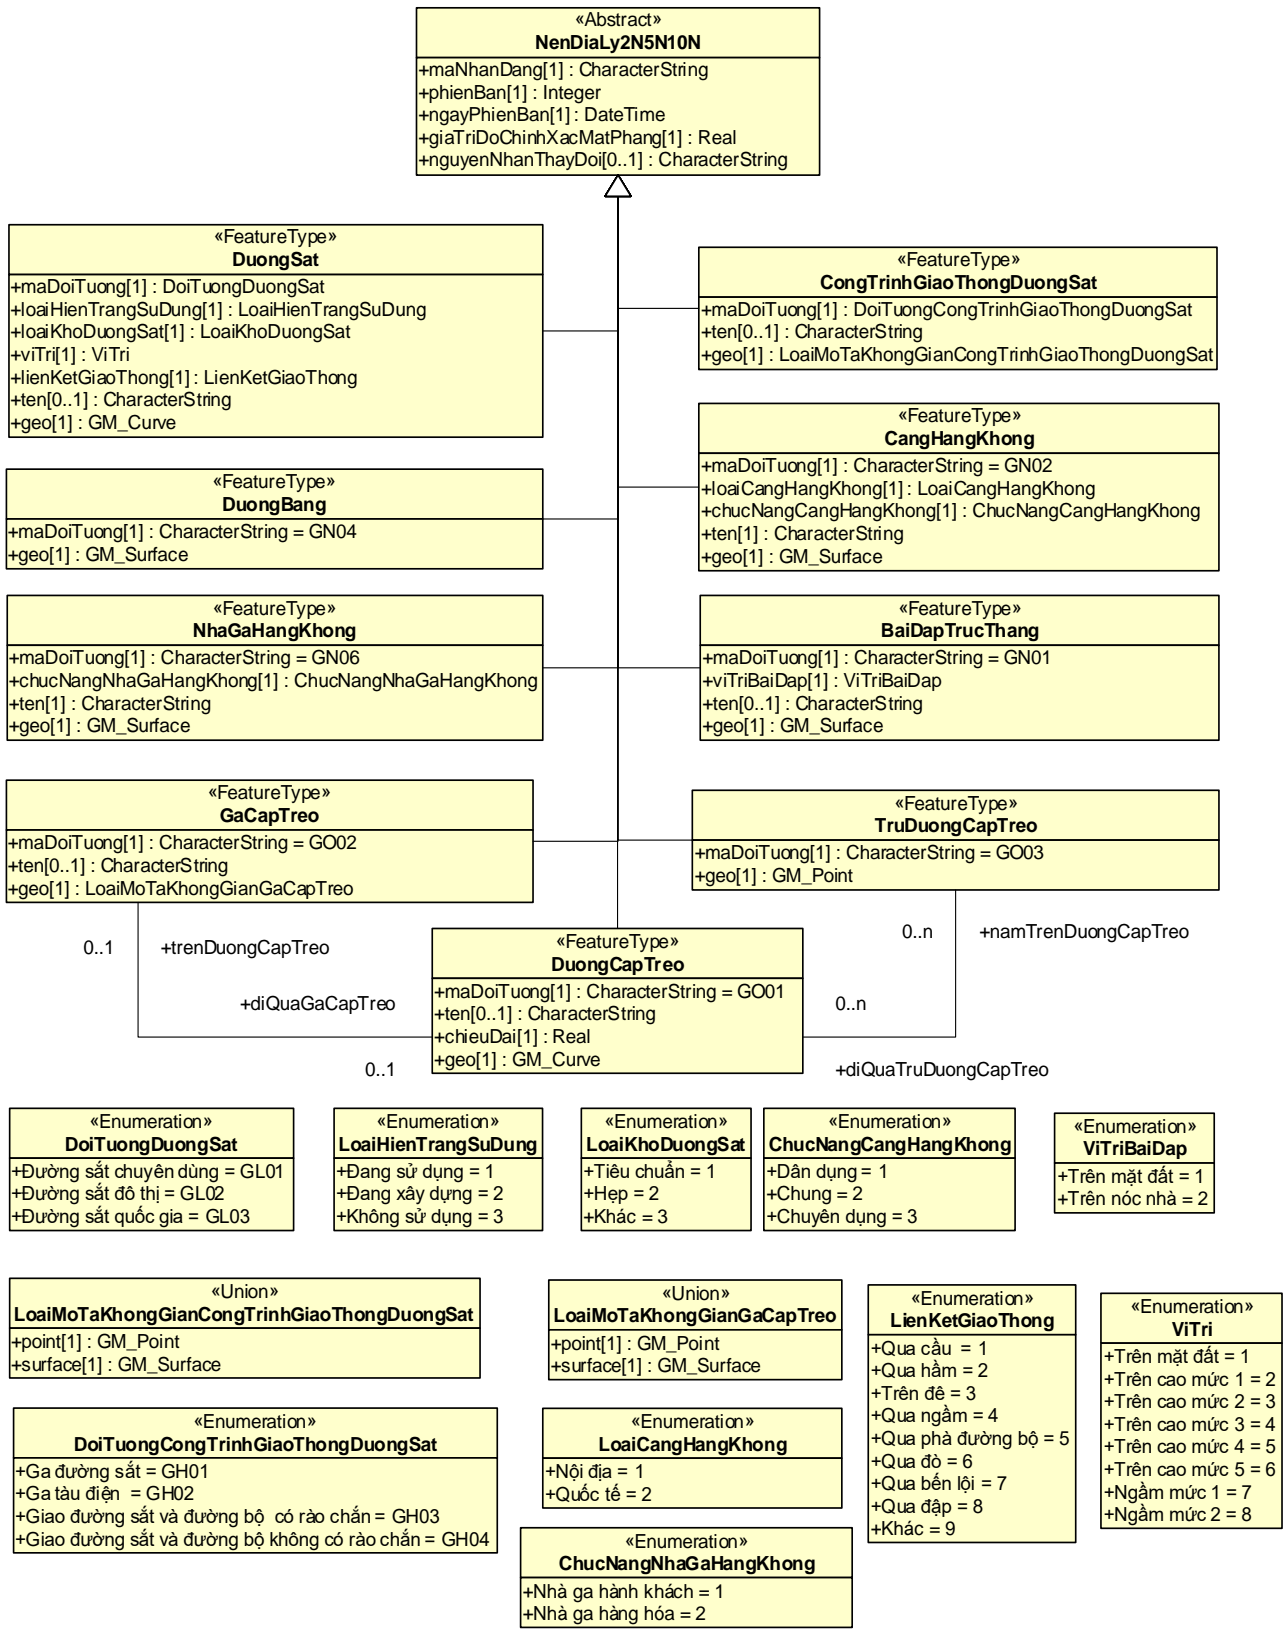 «Abstract»
NenDiaLy2N5N10N
+maNhanDang[1] : CharacterString
+phienBan[1] : Integer
+ngayPhienBan[1] : DateTime
+giaTriDoChinhXacMatPhang[1] : Real
+nguyenNhanThayDoi[0..1] : CharacterString
«FeatureType»
DuongSat
+maDoiTuong[1] : DoiTuongDuongSat
+loaiHienTrangSuDung[1] : LoaiHienTrangSuDung
+loaiKhoDuongSat[1] : LoaiKhoDuongSat
+viTri[1] : ViTri
+lienKetGiaoThong[1] : LienKetGiaoThong
+ten[0..1] : CharacterString
+geo[1] : GM_Curve
«FeatureType»
CongTrinhGiaoThongDuongSat
+maDoiTuong[1] : DoiTuongCongTrinhGiaoThongDuongSat
+ten[0..1] : CharacterString
+geo[1] : LoaiMoTaKhongGianCongTrinhGiaoThongDuongSat
«FeatureType»
CangHangKhong
+maDoiTuong[1] : CharacterString = GN02
+loaiCangHangKhong[1] : LoaiCangHangKhong
+chucNangCangHangKhong[1] : ChucNangCangHangKhong
+ten[1] : CharacterString
+geo[1] : GM_Surface
«FeatureType»
DuongBang
+maDoiTuong[1] : CharacterString = GN04
+geo[1] : GM_Surface
«FeatureType»
NhaGaHangKhong
+maDoiTuong[1] : CharacterString = GN06
+chucNangNhaGaHangKhong[1] : ChucNangNhaGaHangKhong
+ten[1] : CharacterString
+geo[1] : GM_Surface
«FeatureType»
BaiDapTrucThang
+maDoiTuong[1] : CharacterString = GN01
+viTriBaiDap[1] : ViTriBaiDap
+ten[0..1] : CharacterString
+geo[1] : GM_Surface
«FeatureType»
GaCapTreo
+maDoiTuong[1] : CharacterString = GO02
+ten[0..1] : CharacterString
+geo[1] : LoaiMoTaKhongGianGaCapTreo
«FeatureType»
TruDuongCapTreo
+maDoiTuong[1] : CharacterString = GO03
+geo[1] : GM_Point
0..1
+trenDuongCapTreo
0..n
+namTrenDuongCapTreo
«FeatureType»
DuongCapTreo
+maDoiTuong[1] : CharacterString = GO01
+ten[0..1] : CharacterString
+chieuDai[1] : Real
+geo[1] : GM_Curve
+diQuaGaCapTreo
0..1
0..n
+diQuaTruDuongCapTreo
«Enumeration»
DoiTuongDuongSat
+Đường sắt chuyên dùng = GL01
+Đường sắt đô thị = GL02
+Đường sắt quốc gia = GL03
«Enumeration»
LoaiHienTrangSuDung
+Đang sử dụng = 1
+Đang xây dựng = 2
+Không sử dụng = 3
«Enumeration»
LoaiKhoDuongSat
+Tiêu chuẩn = 1
+Hẹp = 2
+Khác = 3
«Enumeration»
ChucNangCangHangKhong
+Dân dụng = 1
+Chung = 2
+Chuyên dụng = 3
«Enumeration»
ViTriBaiDap
+Trên mặt đất = 1
+Trên nóc nhà = 2
«Union»
LoaiMoTaKhongGianCongTrinhGiaoThongDuongSat
+point[1] : GM_Point
+surface[1] : GM_Surface
«Union»
LoaiMoTaKhongGianGaCapTreo
+point[1] : GM_Point
+surface[1] : GM_Surface
«Enumeration»
LienKetGiaoThong
+Qua cầu = 1
+Qua hầm = 2
+Trên đê = 3
+Qua ngầm = 4
+Qua phà đường bộ = 5
+Qua đò = 6
+Qua bến lội = 7
+Qua đập = 8
+Khác = 9
«Enumeration»
ViTri
+Trên mặt đất = 1
+Trên cao mức 1 = 2
+Trên cao mức 2 = 3
+Trên cao mức 3 = 4
+Trên cao mức 4 = 5
+Trên cao mức 5 = 6
+Ngầm mức 1 = 7
+Ngầm mức 2 = 8
«Enumeration»
DoiTuongCongTrinhGiaoThongDuongSat
+Ga đường sắt = GH01
+Ga tàu điện = GH02
+Giao đường sắt và đường bộ có rào chắn = GH03
+Giao đường sắt và đường bộ không có rào chắn = GH04
«Enumeration»
LoaiCangHangKhong
+Nội địa = 1
+Quốc tế = 2
«Enumeration»
ChucNangNhaGaHangKhong
+Nhà ga hành khách = 1
+Nhà ga hàng hóa = 2